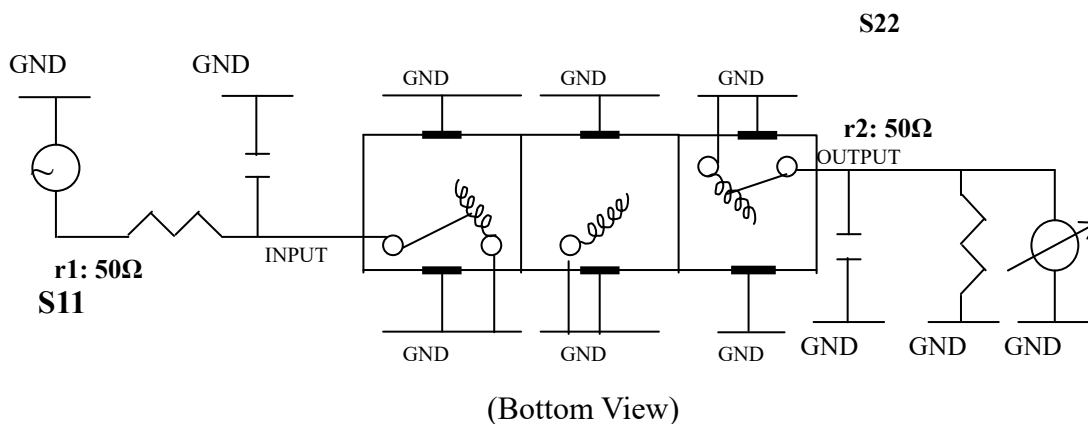 S22
GND
GND
GND
GND
GND
r2: 50Ω
OUTPUT
INPUT
r1: 50Ω
S11
GND
GND
GND
GND
GND
GND
(Bottom View)